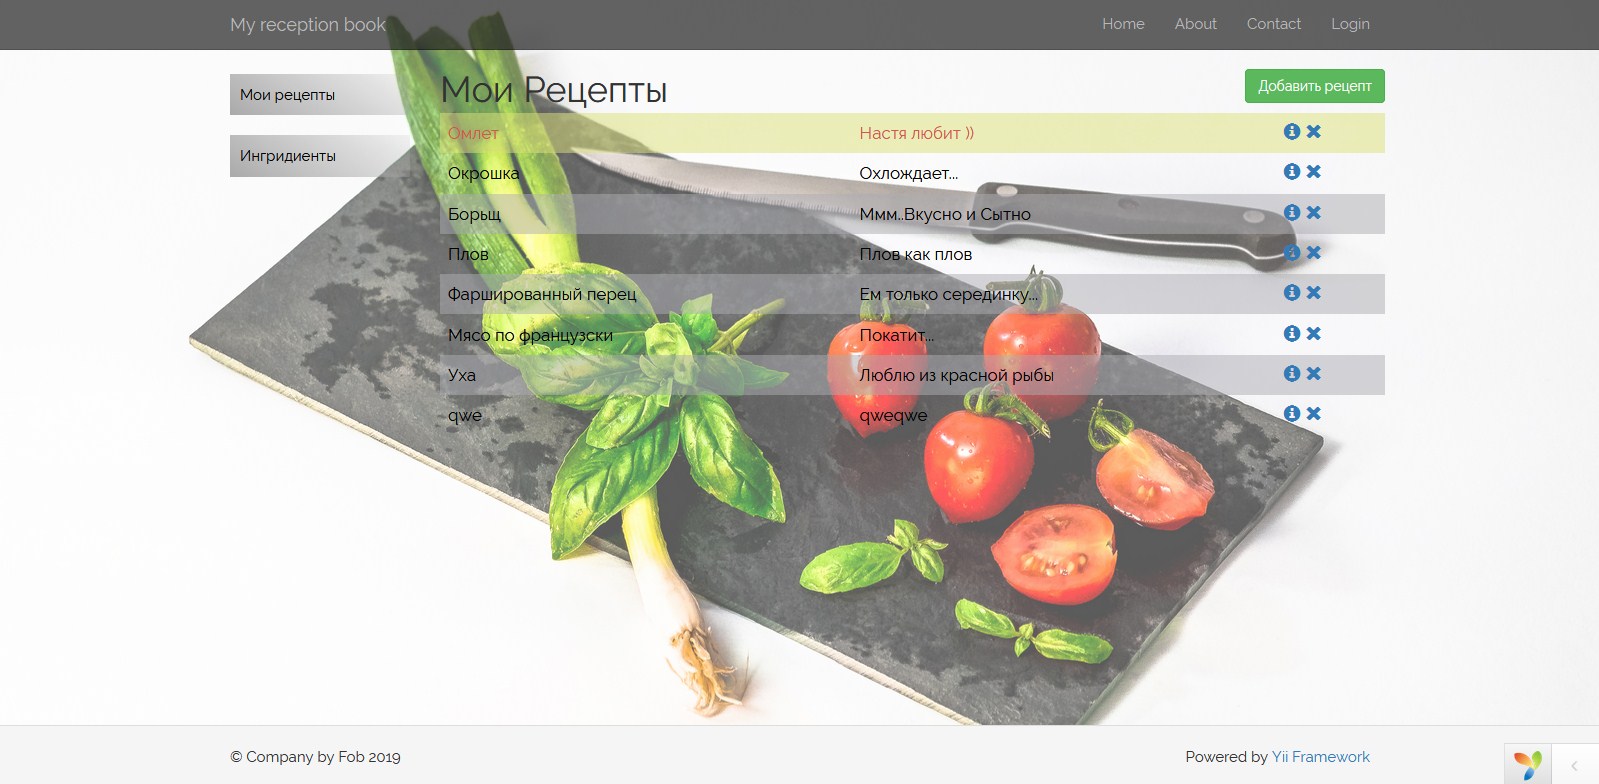 My reception book Home About Contact Login
Мои рецепты
Ингридиенты
Мои Рецепты Добавить рецепт
Омлет Настя любит ))
Окрошка Охлождает...
Борьщ Ммм..Вкусно и Сытно
Плов Плов как плов
Фаршированный перец Ем только серединку...
Мясо по французски Покатит...
Уха Люблю из красной рыбы
qwe qweqwe
© Company by Fob 2019 Powered by Yii Framework